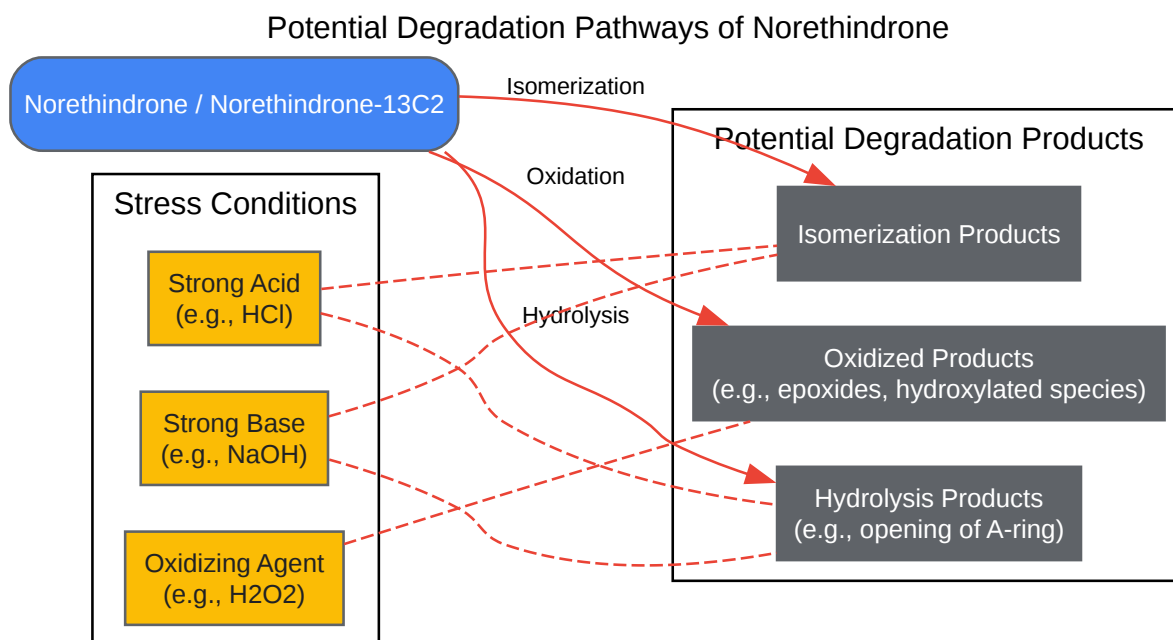 Potential Degradation Pathways of Norethindrone
Norethindrone / Norethindrone-13C2
Isomerization
Oxidation
Hydrolysis
Stress Conditions
Strong Acid
(e.g., HCl)
Strong Base
(e.g., NaOH)
Oxidizing Agent
(e.g., H2O2)
Potential Degradation Products
Isomerization Products
Oxidized Products
(e.g., epoxides, hydroxylated species)
Hydrolysis Products
(e.g., opening of A-ring)